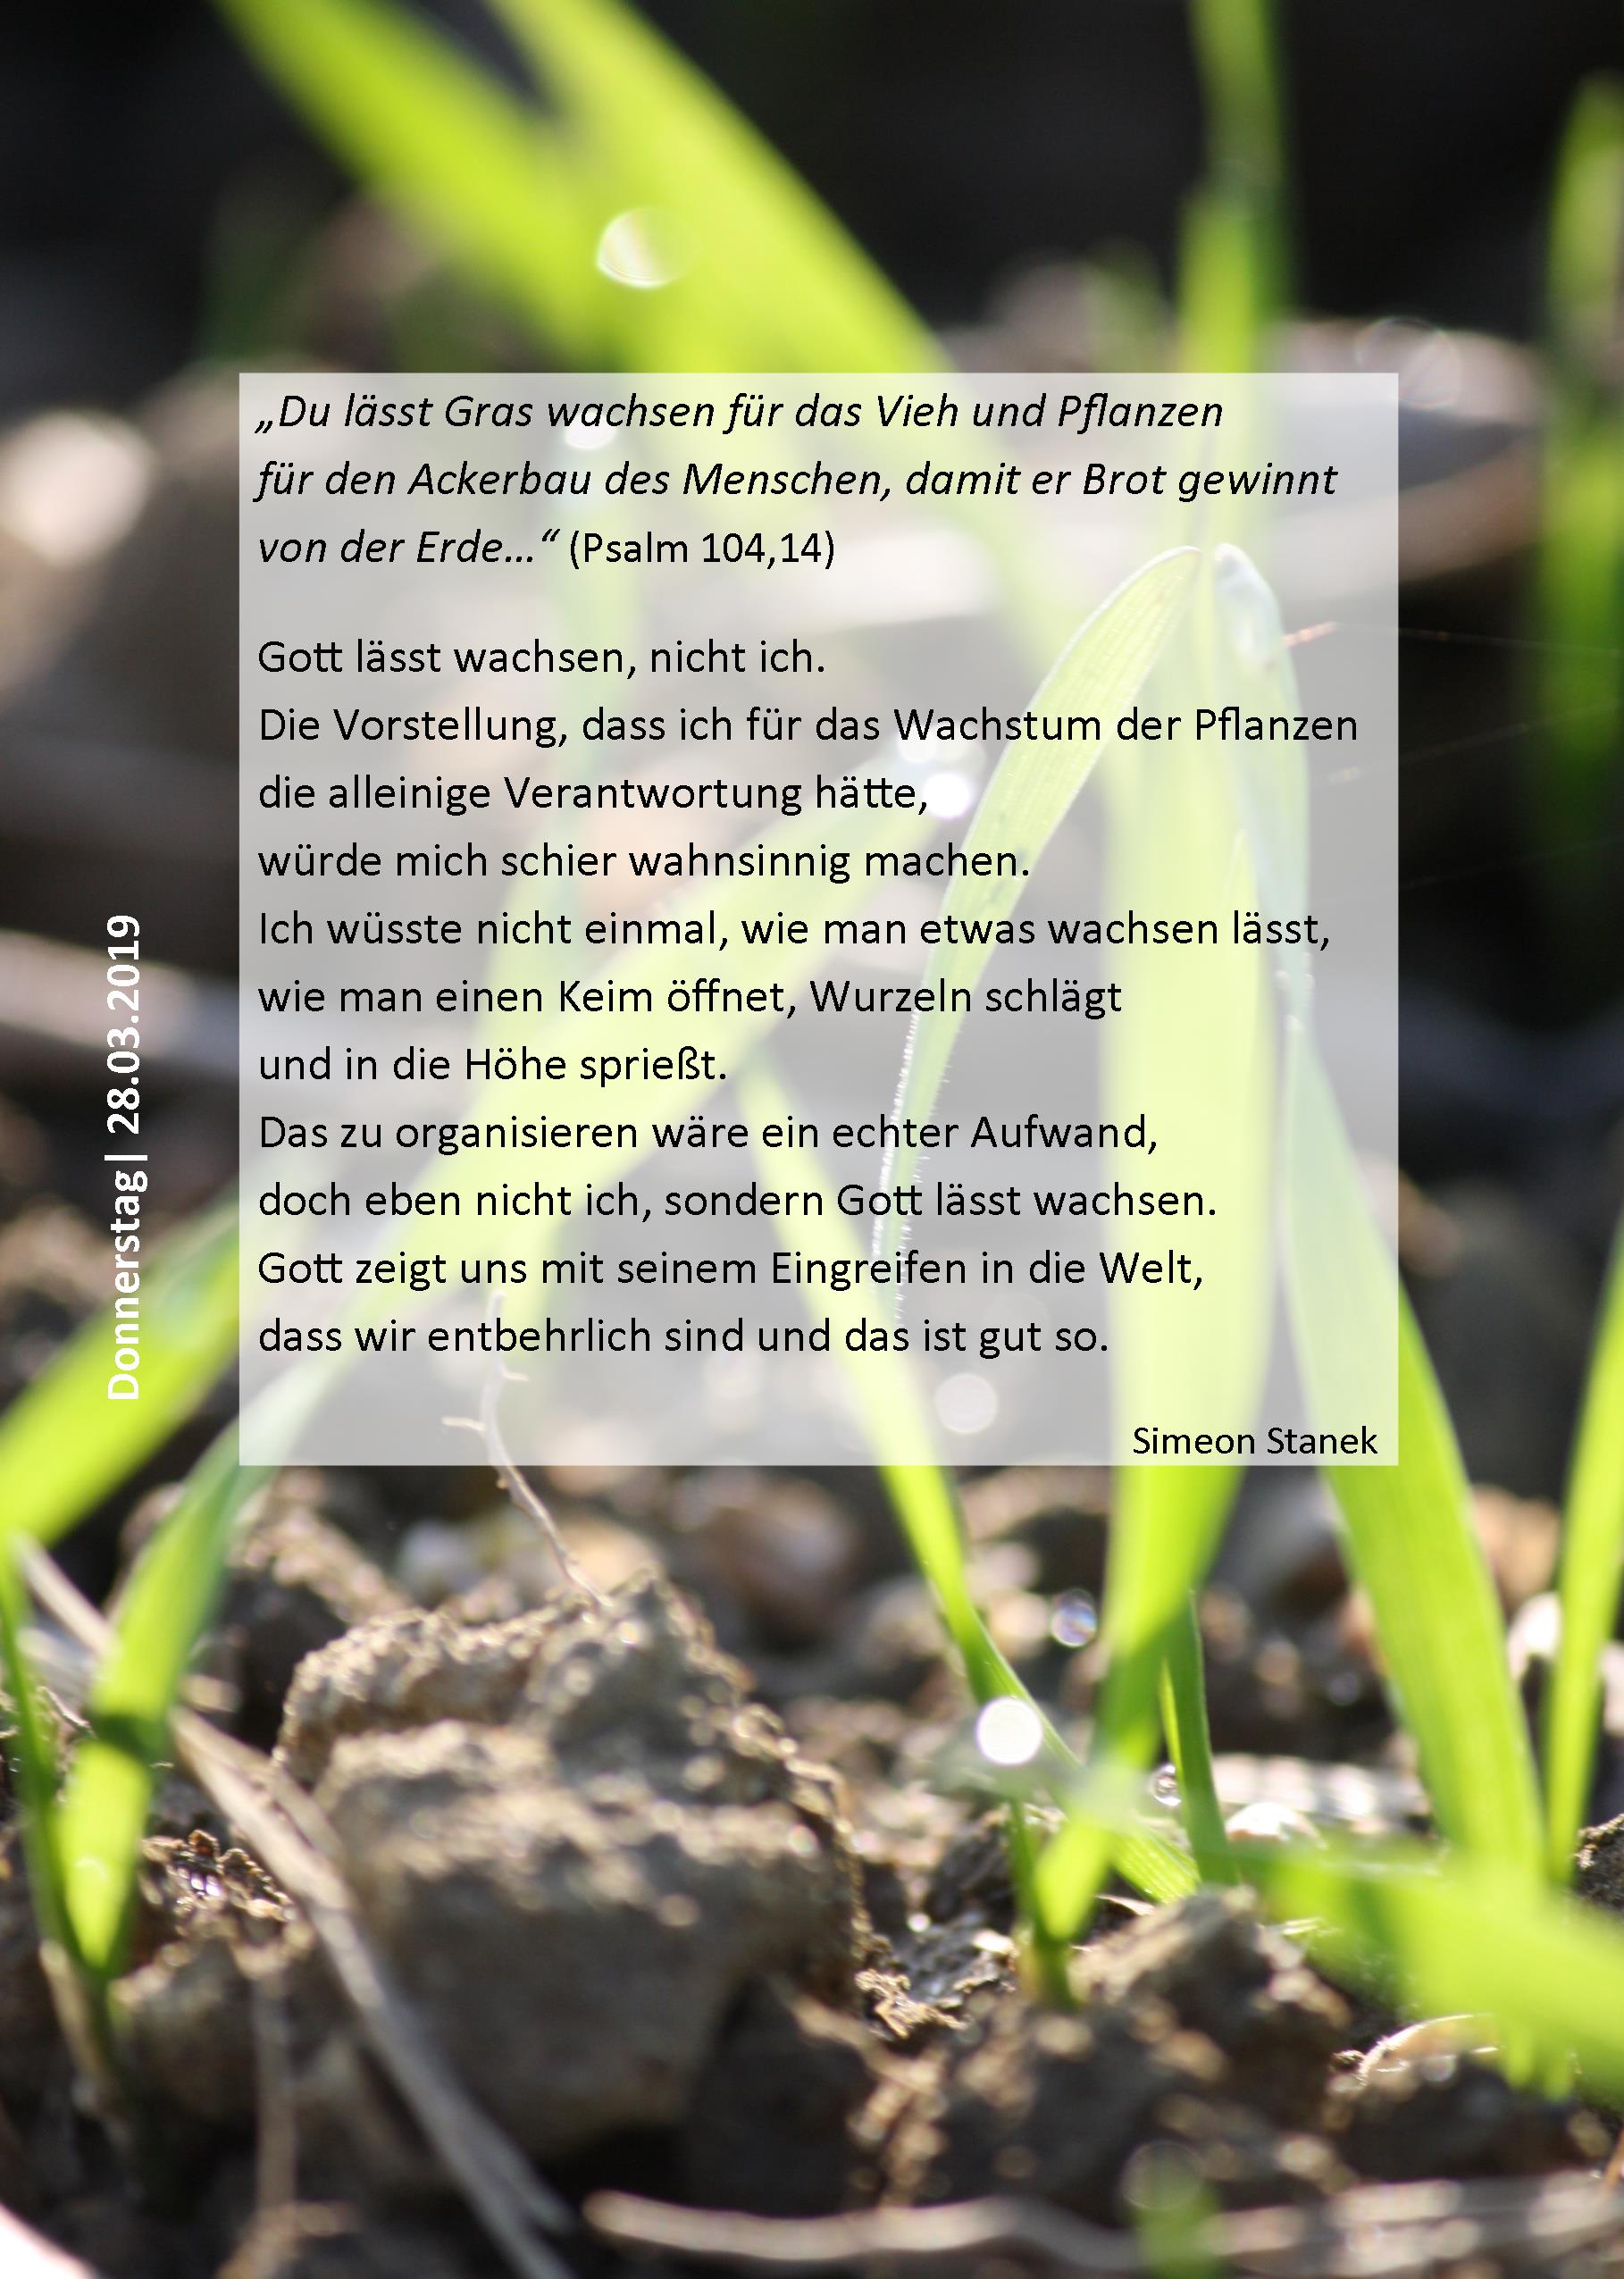 „Du lässt Gras wachsen für das Vieh und Pflanzen
für den Ackerbau des Menschen, damit er Brot gewinnt
von der Erde…“ (Psalm 104,14)
Gott lässt wachsen, nicht ich.
Die Vorstellung, dass ich für das Wachstum der Pflanzen
die alleinige Verantwortung hätte,
würde mich schier wahnsinnig machen.
Ich wüsste nicht einmal, wie man etwas wachsen lässt,
wie man einen Keim öffnet, Wurzeln schlägt
und in die Höhe sprießt.
Das zu organisieren wäre ein echter Aufwand,
doch eben nicht ich, sondern Gott lässt wachsen.
Gott zeigt uns mit seinem Eingreifen in die Welt,
dass wir entbehrlich sind und das ist gut so.
Simeon Stanek
Donnerstag| 28.03.2019